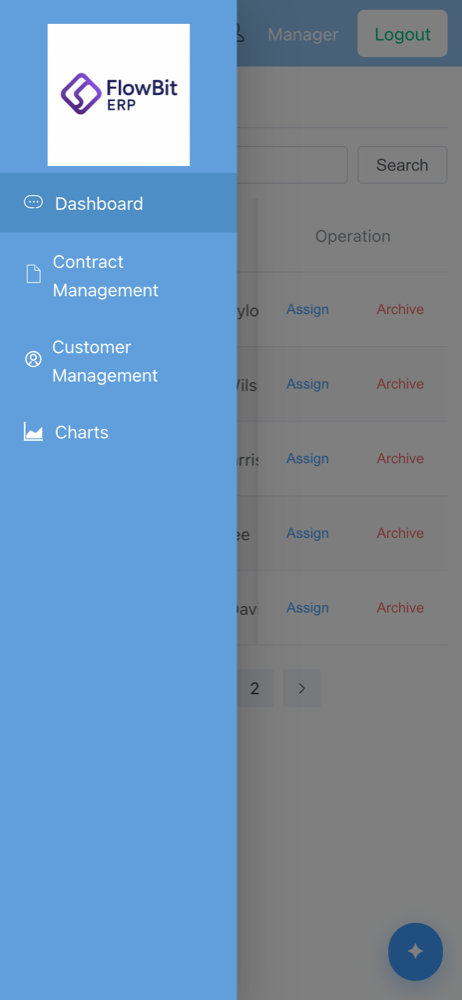 Manager
Logout
FlowBit
ERP
Search
Dashboard
Operation
Contract
Management
Assign
Archive
Customer
Management
Assign
Archive
Charts
Assign
Archive
Assign
Archive
Assign
Archive
2